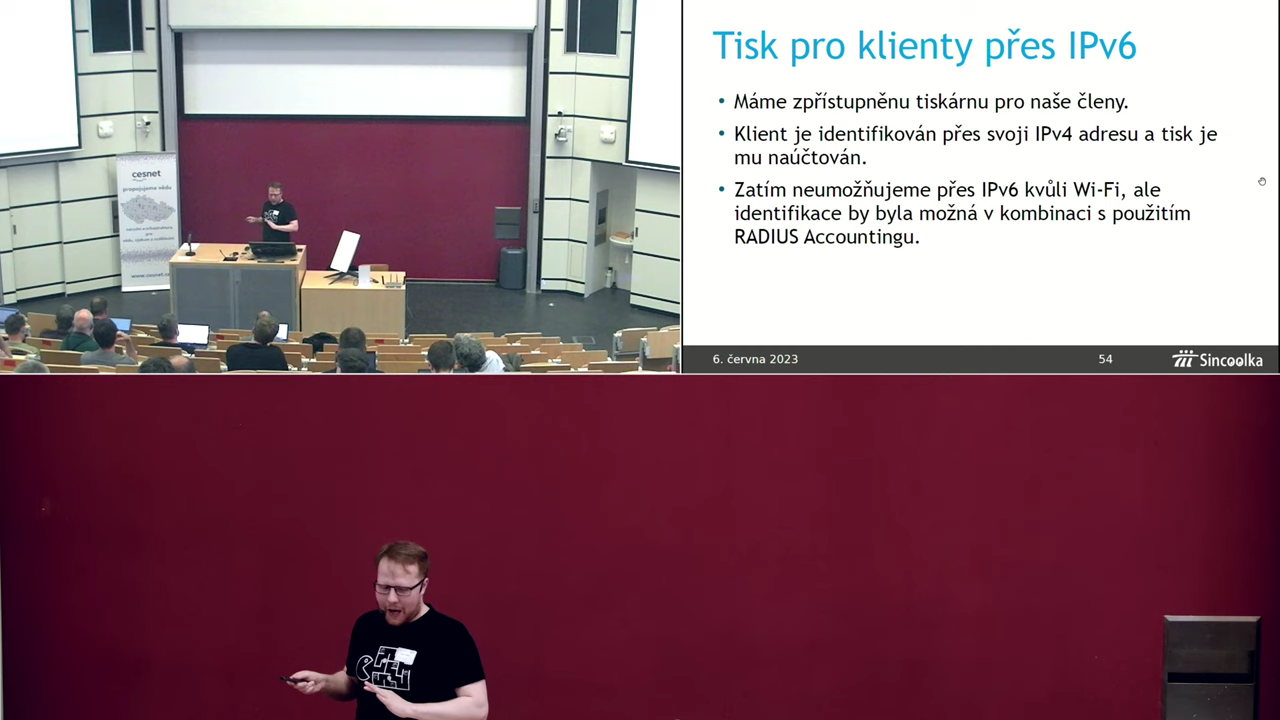 cesnet
propojujeme vědu
www.cesnet.c
Tisk pro klienty přes IPv6
• Máme zpřístupněnu tiskárnu pro naše členy.
• Klient je identifikován přes svoji IPv4 adresu a tisk je
mu naúčtován.
• Zatím neumožňujeme přes IPv6 kvůli Wi-Fi, ale
identifikace by byla možná v kombinaci s použitím
RADIUS Accountingu.
6. června 2023
54
Sincoolka